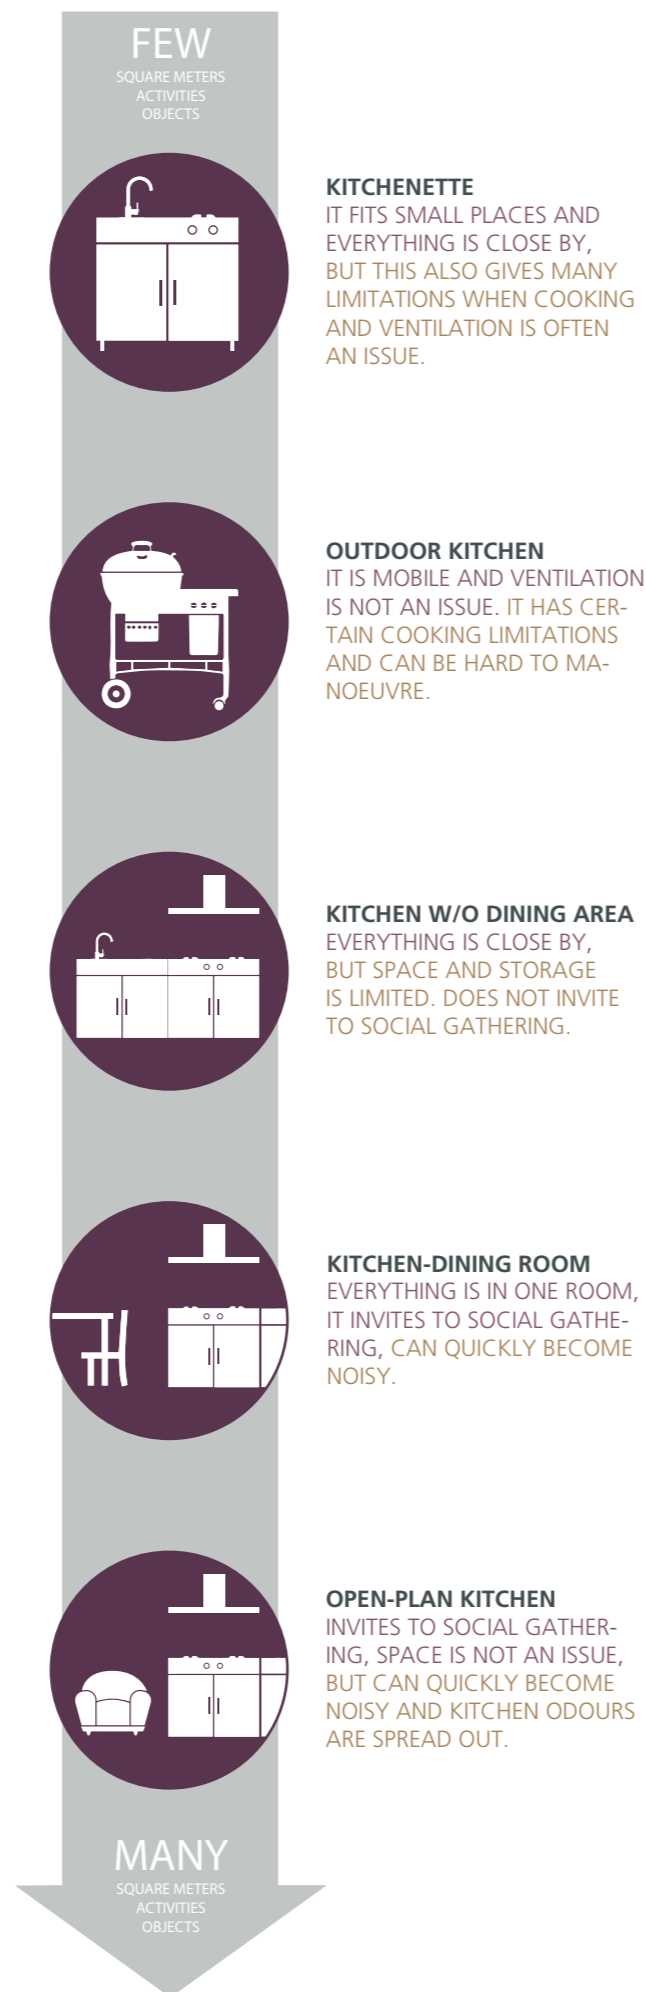 FEW
SQUARE METERS
ACTIVITIES
OBJECTS
KITCHENETTE
IT FITS SMALL PLACES AND
EVERYTHING IS CLOSE BY,
BUT THIS ALSO GIVES MANY
LIMITATIONS WHEN COOKING
AND VENTILATION IS OFTEN
AN ISSUE.
OUTDOOR KITCHEN
IT IS MOBILE AND VENTILATION
IS NOT AN ISSUE. IT HAS CER-
TAIN COOKING LIMITATIONS
AND CAN BE HARD TO MA-
NOEUVRE.
KITCHEN W/O DINING AREA
EVERYTHING IS CLOSE BY,
BUT SPACE AND STORAGE
IS LIMITED. DOES NOT INVITE
TO SOCIAL GATHERING.
KITCHEN-DINING ROOM
EVERYTHING IS IN ONE ROOM,
IT INVITES TO SOCIAL GATHE-
RING, CAN QUICKLY BECOME
NOISY.
OPEN-PLAN KITCHEN
INVITES TO SOCIAL GATHER-
ING, SPACE IS NOT AN ISSUE,
BUT CAN QUICKLY BECOME
NOISY AND KITCHEN ODOURS
ARE SPREAD OUT.
MANY
SQUARE METERS
ACTIVITIES
OBJECTS